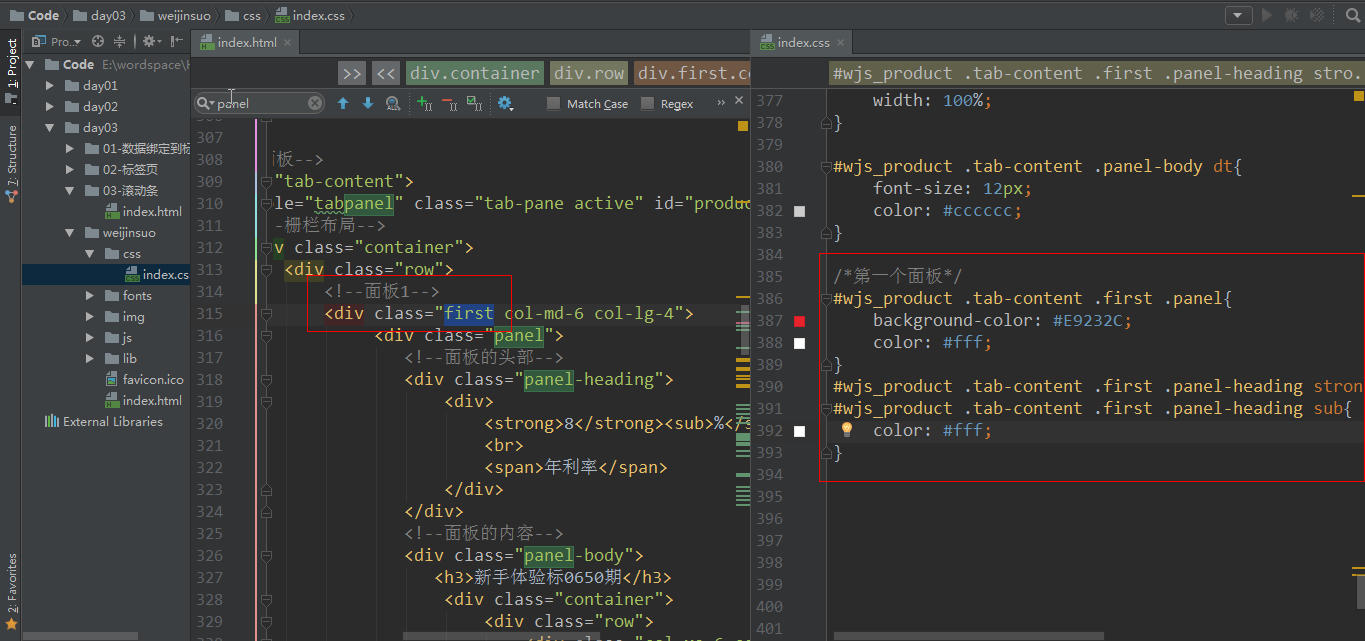 Code day03 weijinsuo css index.css
1: Project
7: Structure
2: Favorites
Pro...
Code E:\wordspace\H
day01
day02
day03
01-数据绑定到标
02-标签页
03-滚动条
index.html
weijinsuo
css
index.cs
fonts
img
js
lib
favicon.ico
index.html
External Libraries
index.html
>> << div.container div.row div.first.c
panel Match Case Regex »
307
308 板-->
309 "tab-content">
310 le="tabpanel" class="tab-pane active" id="produc
311 -栅栏布局-->
312 v class="container">
313 <div class="row">
314 <!--面板1-->
315 <div class="first col-md-6 col-lg-4">
316 <div class="panel">
317 <!--面板的头部-->
318 <div class="panel-heading">
319 <div>
320 <strong>8</strong><sub>%</s
321 <br>
322 <span>年利率</span>
323 </div>
324 </div>
325 <!--面板的内容-->
326 <div class="panel-body">
327 <h3>新手体验标0650期</h3>
328 <div class="container">
329 <div class="row">
index.css
#wjs_product .tab-content .first .panel-heading stro.
377 width: 100%;
378 }
379
380 #wjs_product .tab-content .panel-body dt{
381 font-size: 12px;
382 color: #cccccc;
383 }
384
385 /*第一个面板*/
386 #wjs_product .tab-content .first .panel{
387 background-color: #E9232C;
388 color: #fff;
389 }
390 #wjs_product .tab-content .first .panel-heading stron
391 #wjs_product .tab-content .first .panel-heading sub{
392 color: #fff;
393 }
394
395
396
397
398
399
400
401